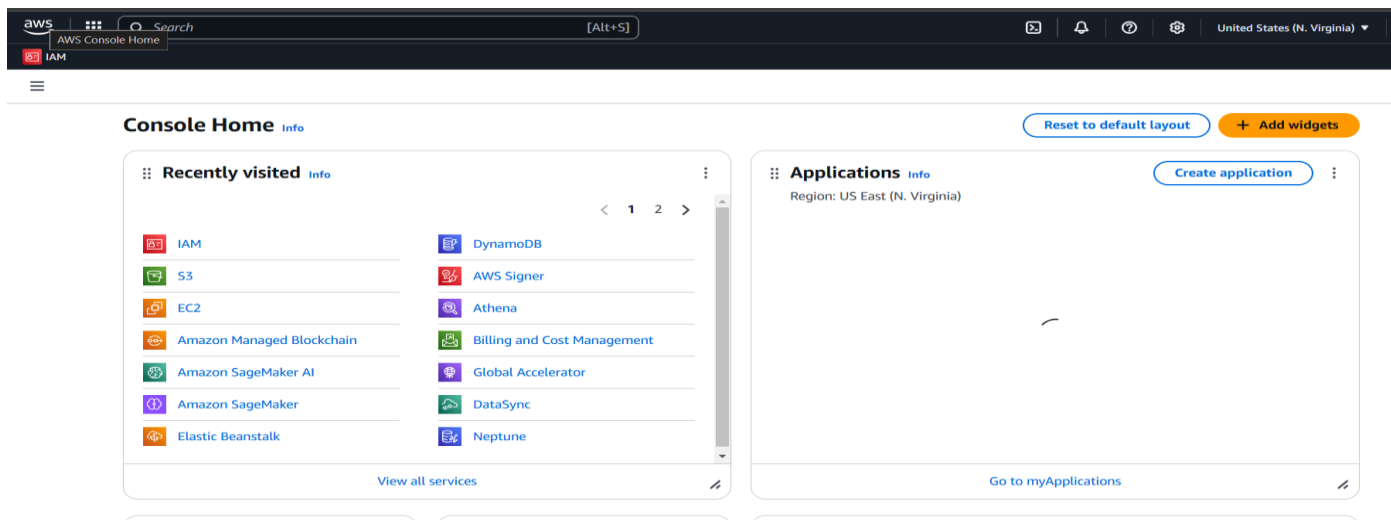 aws
Search [Alt+S]
United States (N. Virginia)
AWS Console Home
IAM
Console Home Info
Reset to default layout
+ Add widgets
Recently visited Info
1 2
IAM
S3
EC2
Amazon Managed Blockchain
Amazon SageMaker AI
Amazon SageMaker
Elastic Beanstalk
DynamoDB
AWS Signer
Athena
Billing and Cost Management
Global Accelerator
DataSync
Neptune
View all services
Applications Info
Create application
Region: US East (N. Virginia)
Go to myApplications